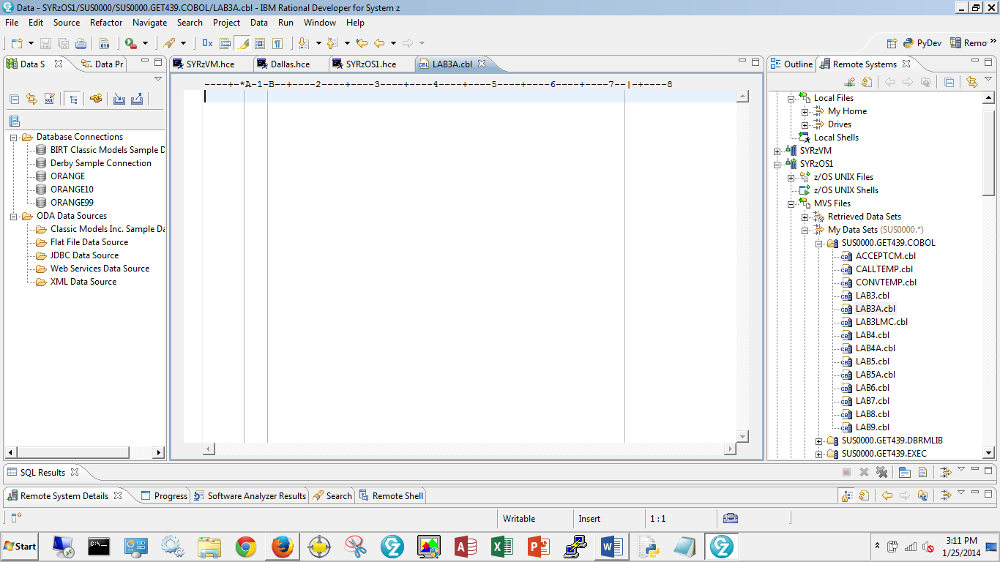 Data - SYRzOS1/SUS0000/SUS0000.GET439.COBOL/LAB3A.cbl - IBM Rational Developer for System z
File Edit Source Refactor Navigate Search Project Data Run Window Help
PyDev Remo
Data S
Data Pr
SYRzVM.hce
Dallas.hce
SYRzOS1.hce
LAB3A.cbl
Outline
Remote Systems
----+-*A-1-B--+----2----+----3----+----4----+----5----+----6----+----7--|-+----8
Database Connections
BIRT Classic Models Sample D
Derby Sample Connection
ORANGE
ORANGE10
ORANGE99
ODA Data Sources
Classic Models Inc. Sample Da
Flat File Data Source
JDBC Data Source
Web Services Data Source
XML Data Source
Local Files
My Home
Drives
Local Shells
SYRzVM
SYRzOS1
z/OS UNIX Files
z/OS UNIX Shells
MVS Files
Retrieved Data Sets
My Data Sets (SUS0000.*)
SUS0000.GET439.COBOL
ACCEPTCM.cbl
CALLTEMP.cbl
CONVTEMP.cbl
LAB3.cbl
LAB3A.cbl
LAB3LMC.cbl
LAB4.cbl
LAB4A.cbl
LAB5.cbl
LAB5A.cbl
LAB6.cbl
LAB7.cbl
LAB8.cbl
LAB9.cbl
SUS0000.GET439.DBRMLIB
SUS0000.GET439.EXEC
SQL Results
Remote System Details
Progress
Software Analyzer Results
Search
Remote Shell
Writable
Insert
1 : 1
Start
3:11 PM
1/25/2014